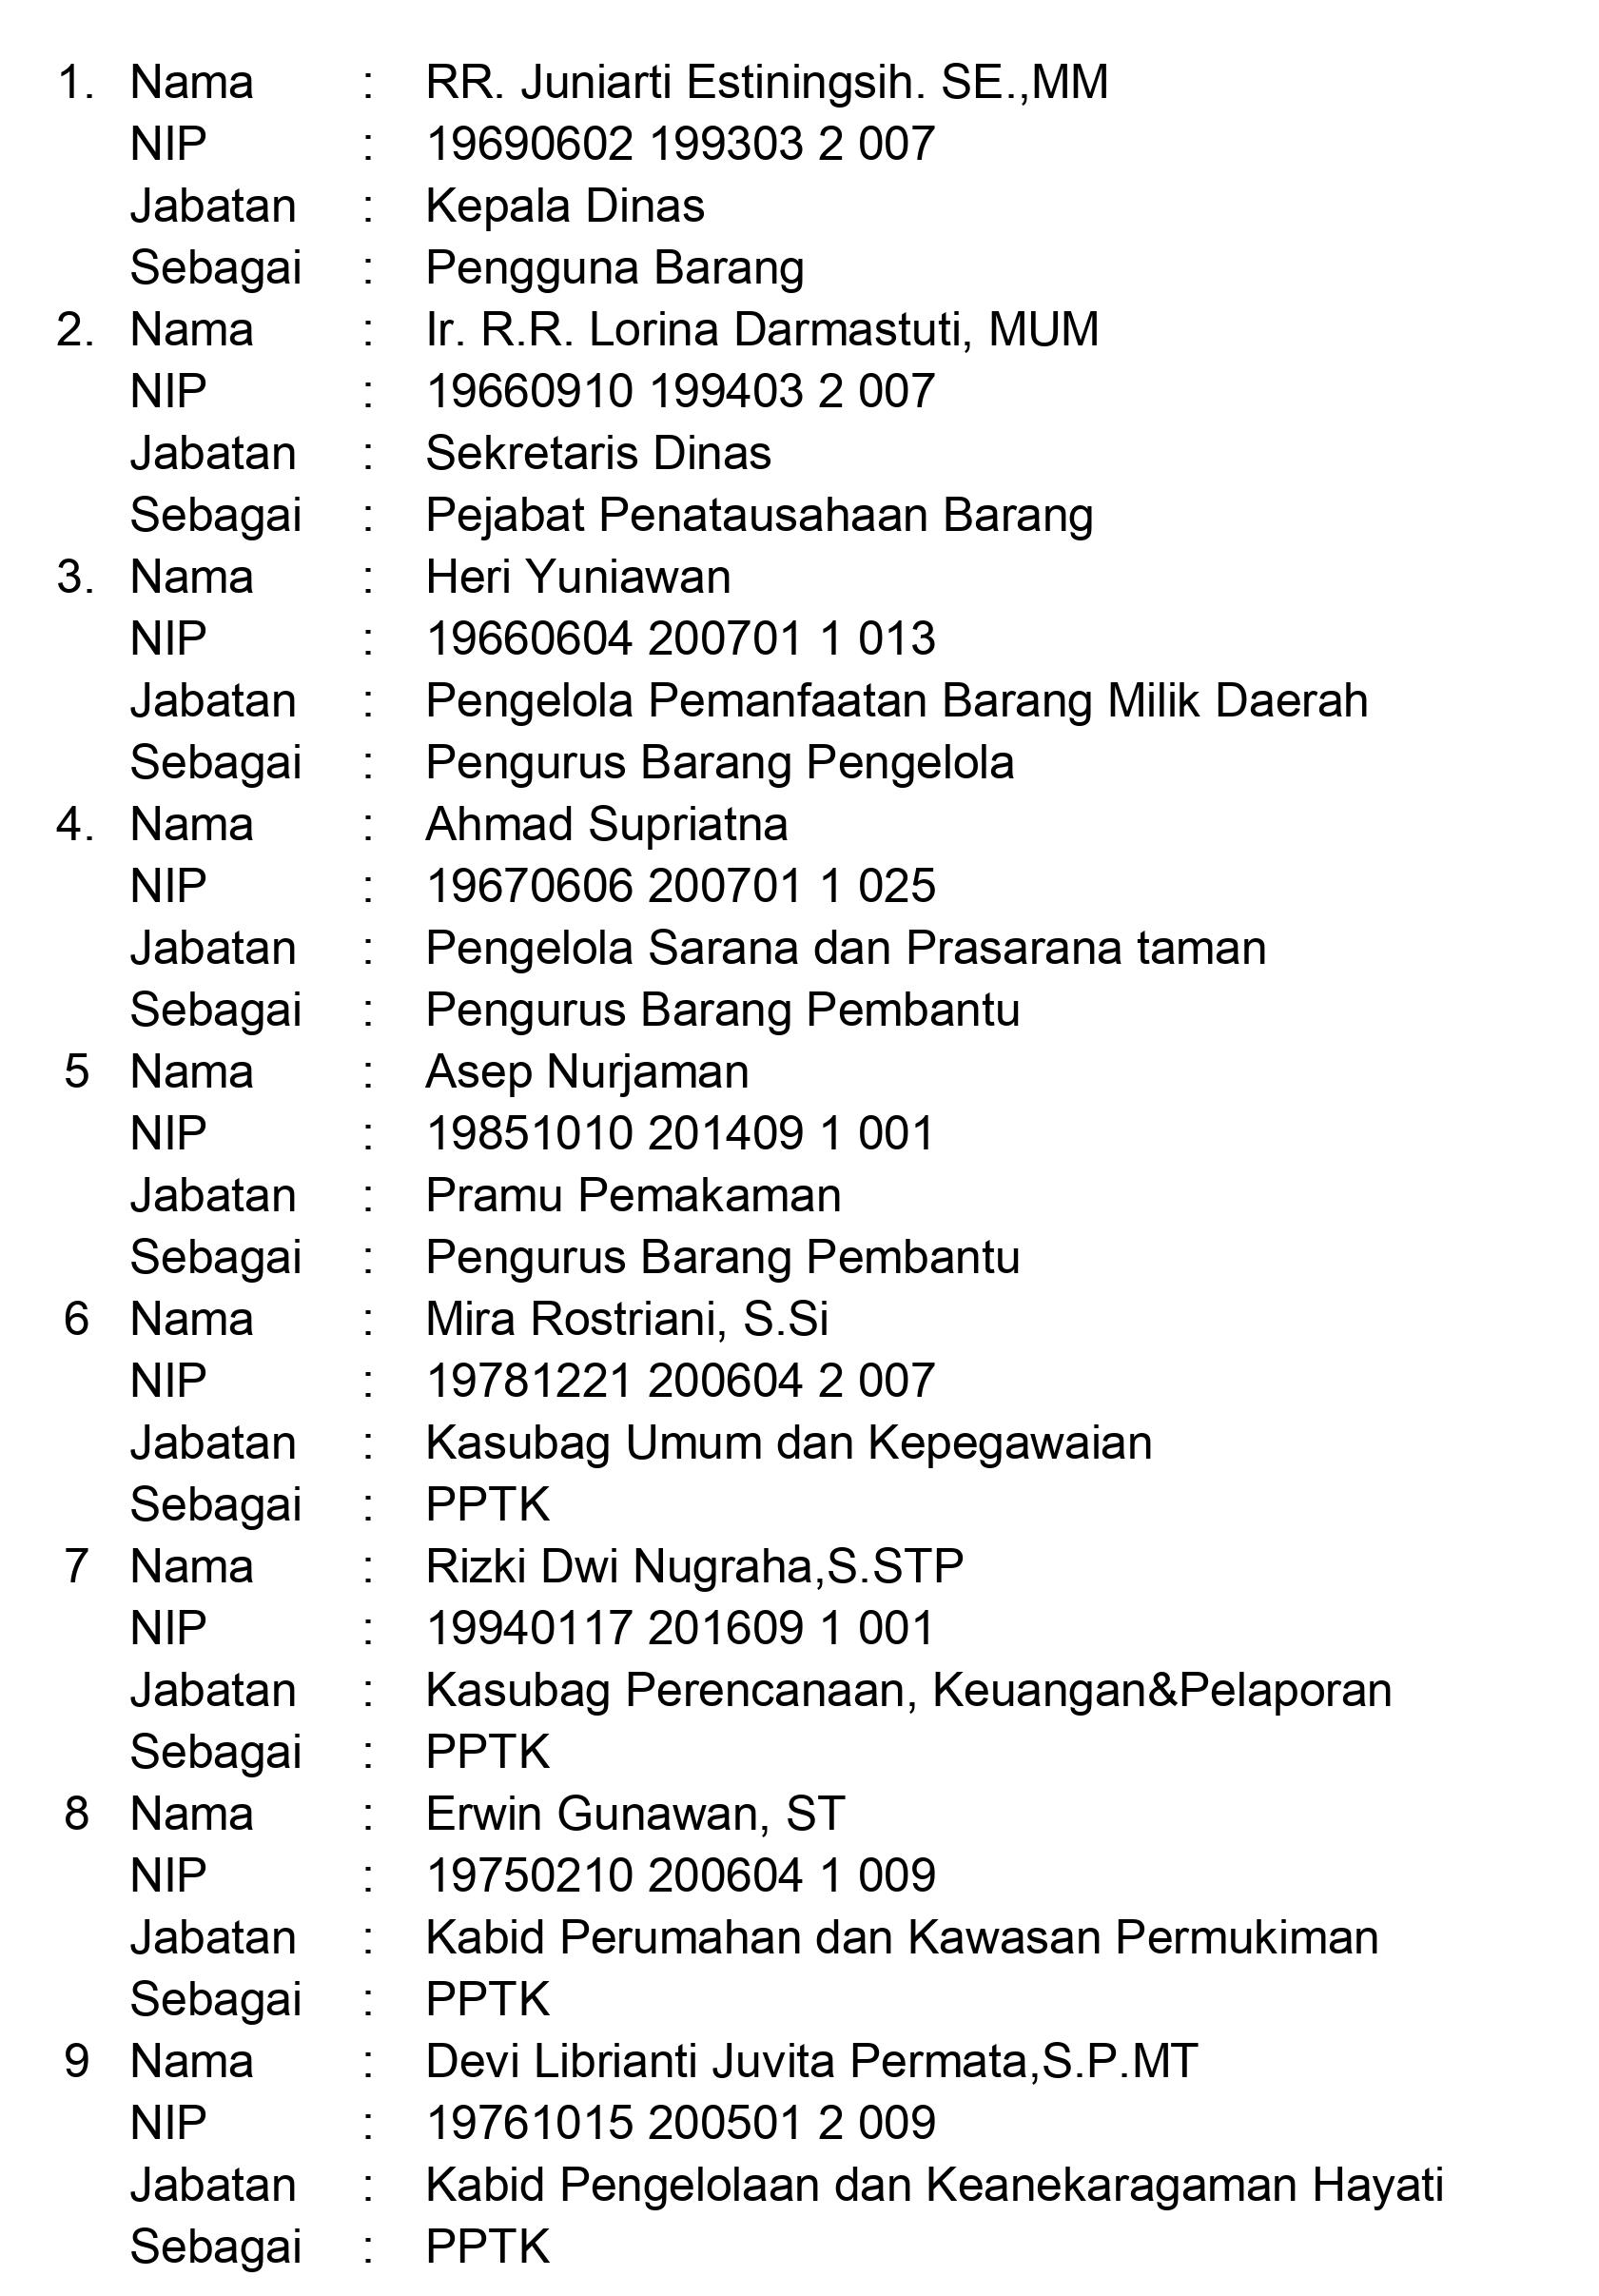 1. Nama : RR. Juniarti Estiningsih. SE.,MM
NIP : 19690602 199303 2 007
Jabatan : Kepala Dinas
Sebagai : Pengguna Barang
2. Nama : Ir. R.R. Lorina Darmastuti, MUM
NIP : 19660910 199403 2 007
Jabatan : Sekretaris Dinas
Sebagai : Pejabat Penatausahaan Barang
3. Nama : Heri Yuniawan
NIP : 19660604 200701 1 013
Jabatan : Pengelola Pemanfaatan Barang Milik Daerah
Sebagai : Pengurus Barang Pengelola
4. Nama : Ahmad Supriatna
NIP : 19670606 200701 1 025
Jabatan : Pengelola Sarana dan Prasarana taman
Sebagai : Pengurus Barang Pembantu
5 Nama : Asep Nurjaman
NIP : 19851010 201409 1 001
Jabatan : Pramu Pemakaman
Sebagai : Pengurus Barang Pembantu
6 Nama : Mira Rostriani, S.Si
NIP : 19781221 200604 2 007
Jabatan : Kasubag Umum dan Kepegawaian
Sebagai : PPTK
7 Nama : Rizki Dwi Nugraha,S.STP
NIP : 19940117 201609 1 001
Jabatan : Kasubag Perencanaan, Keuangan&Pelaporan
Sebagai : PPTK
8 Nama : Erwin Gunawan, ST
NIP : 19750210 200604 1 009
Jabatan : Kabid Perumahan dan Kawasan Permukiman
Sebagai : PPTK
9 Nama : Devi Librianti Juvita Permata,S.P.MT
NIP : 19761015 200501 2 009
Jabatan : Kabid Pengelolaan dan Keanekaragaman Hayati
Sebagai : PPTK